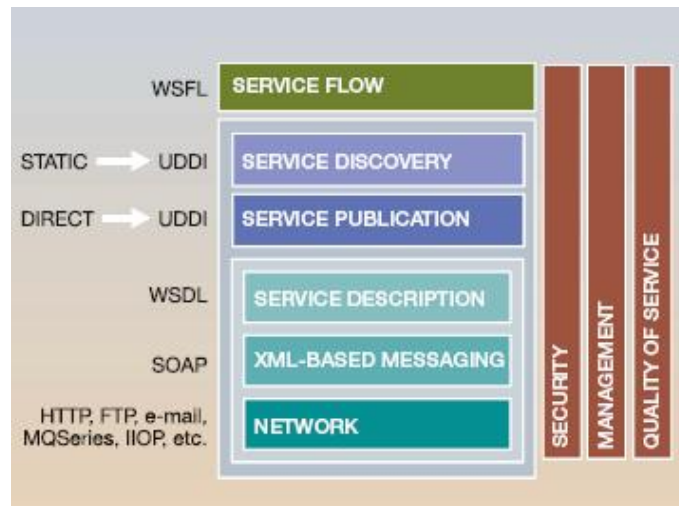 WSFL SERVICE FLOW
STATIC UDDI SERVICE DISCOVERY
DIRECT UDDI SERVICE PUBLICATION
WSDL SERVICE DESCRIPTION
SOAP XML-BASED MESSAGING
HTTP, FTP, e-mail,
MQSeries, IIOP, etc.
NETWORK
SECURITY
MANAGEMENT
QUALITY OF SERVICE